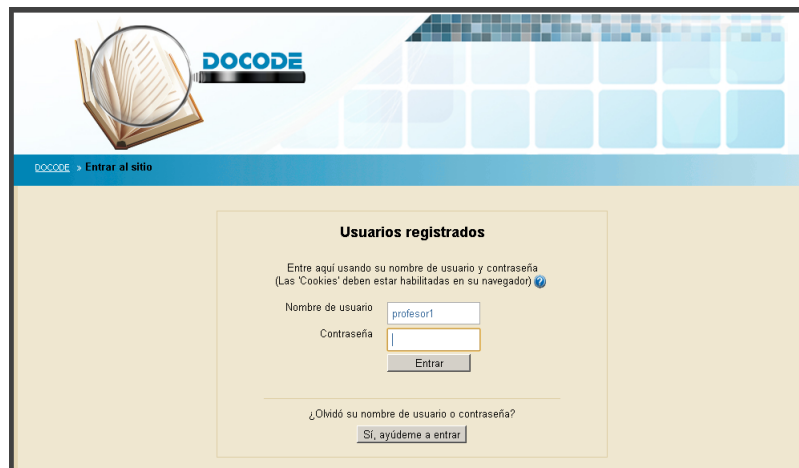 DOCODE
DOCODE » Entrar al sitio
Usuarios registrados
Entre aquí usando su nombre de usuario y contraseña
(Las 'Cookies' deben estar habilitadas en su navegador) ?
Nombre de usuario profesor1
Contraseña
Entrar
¿Olvidó su nombre de usuario o contraseña?
Sí, ayúdeme a entrar